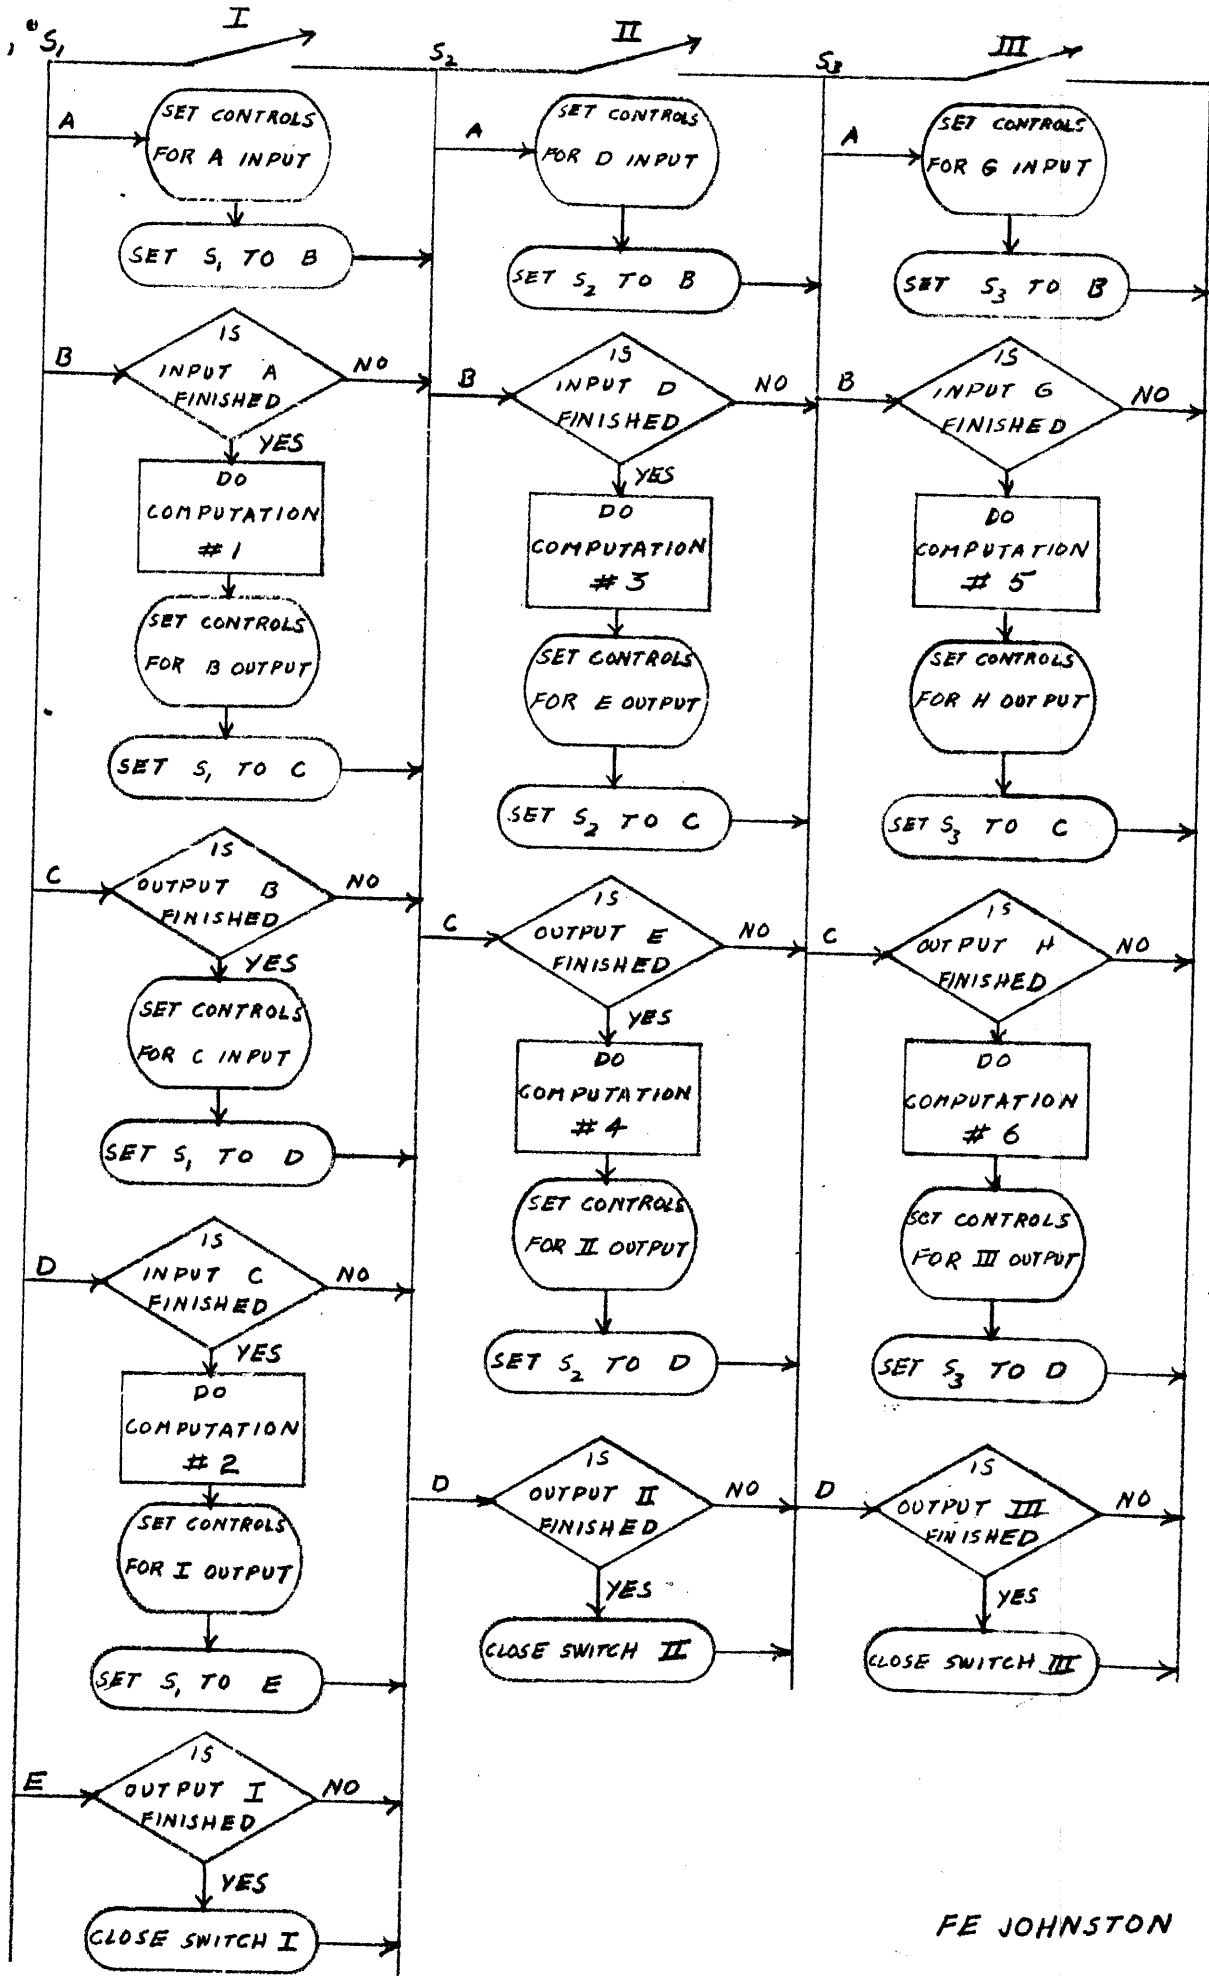 S₁
I
A
SET CONTROLS
FOR A INPUT
SET S₁ TO B
B
IS
INPUT A
FINISHED
NO
YES
DO
COMPUTATION
# 1
SET CONTROLS
FOR B OUTPUT
SET S₁ TO C
C
IS
OUTPUT B
FINISHED
NO
YES
SET CONTROLS
FOR C INPUT
SET S₁ TO D
D
IS
INPUT C
FINISHED
NO
YES
DO
COMPUTATION
# 2
SET CONTROLS
FOR I OUTPUT
SET S₁ TO E
E
IS
OUTPUT I
FINISHED
NO
YES
CLOSE SWITCH I
S₂
II
A
SET CONTROLS
FOR D INPUT
SET S₂ TO B
B
IS
INPUT D
FINISHED
NO
YES
DO
COMPUTATION
# 3
SET CONTROLS
FOR E OUTPUT
SET S₂ TO C
C
IS
OUTPUT E
FINISHED
NO
YES
DO
COMPUTATION
# 4
SET CONTROLS
FOR II OUTPUT
SET S₂ TO D
D
IS
OUTPUT II
FINISHED
NO
YES
CLOSE SWITCH II
S₃
III
A
SET CONTROLS
FOR G INPUT
SET S₃ TO B
B
IS
INPUT G
FINISHED
NO
DO
COMPUTATION
# 5
SET CONTROLS
FOR H OUTPUT
SET S₃ TO C
C
IS
OUTPUT H
FINISHED
NO
DO
COMPUTATION
# 6
SET CONTROLS
FOR III OUTPUT
SET S₃ TO D
D
IS
OUTPUT III
FINISHED
NO
YES
CLOSE SWITCH III
FE JOHNSTON